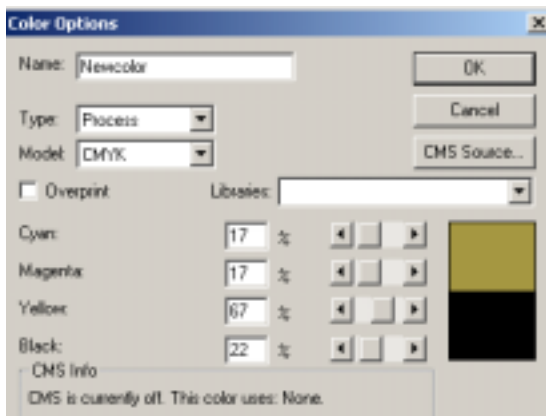 Color Options
Name: Newcolor
OK
Type: Process
Cancel
Model: CMYK
CMS Source...
Overprint Libraries:
Cyan: 17 %
Magenta: 17 %
Yellow: 67 %
Black: 22 %
CMS Info
CMS is currently off. This color uses: None.